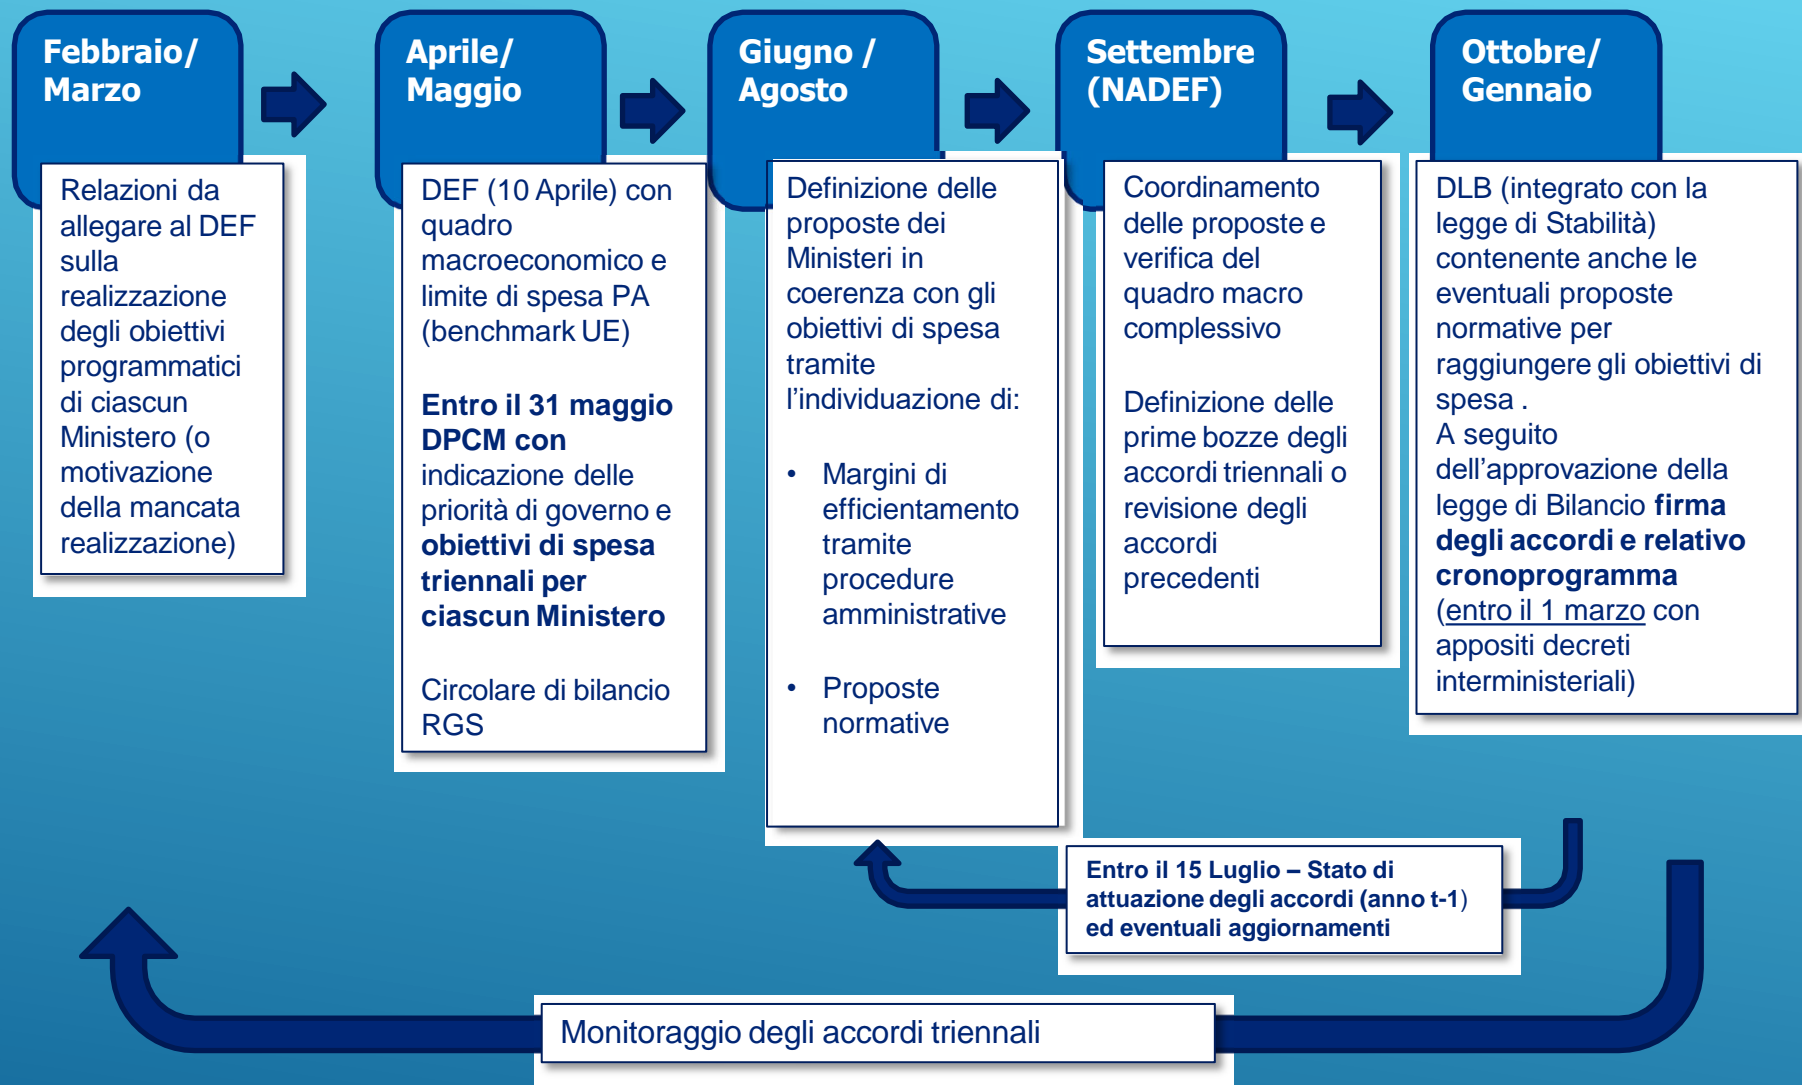 Febbraio/
Marzo
Relazioni da
allegare al DEF
sulla
realizzazione
degli obiettivi
programmatici
di ciascun
Ministero (o
motivazione
della mancata
realizzazione)
Aprile/
Maggio
DEF (10 Aprile) con
quadro
macroeconomico e
limite di spesa PA
(benchmark UE)
Entro il 31 maggio
DPCM con
indicazione delle
priorità di governo e
obiettivi di spesa
triennali per
ciascun Ministero
Circolare di bilancio
RGS
Giugno /
Agosto
Definizione delle
proposte dei
Ministeri in
coerenza con gli
obiettivi di spesa
tramite
l’individuazione di:
• Margini di
efficientamento
tramite
procedure
amministrative
• Proposte
normative
Settembre
(NADEF)
Coordinamento
delle proposte e
verifica del
quadro macro
complessivo
Definizione delle
prime bozze degli
accordi triennali o
revisione degli
accordi
precedenti
Ottobre/
Gennaio
DLB (integrato con la
legge di Stabilità)
contenente anche le
eventuali proposte
normative per
raggiungere gli obiettivi di
spesa .
A seguito
dell’approvazione della
legge di Bilancio firma
degli accordi e relativo
cronoprogramma
(entro il 1 marzo con
appositi decreti
interministeriali)
Entro il 15 Luglio – Stato di
attuazione degli accordi (anno t-1)
ed eventuali aggiornamenti
Monitoraggio degli accordi triennali